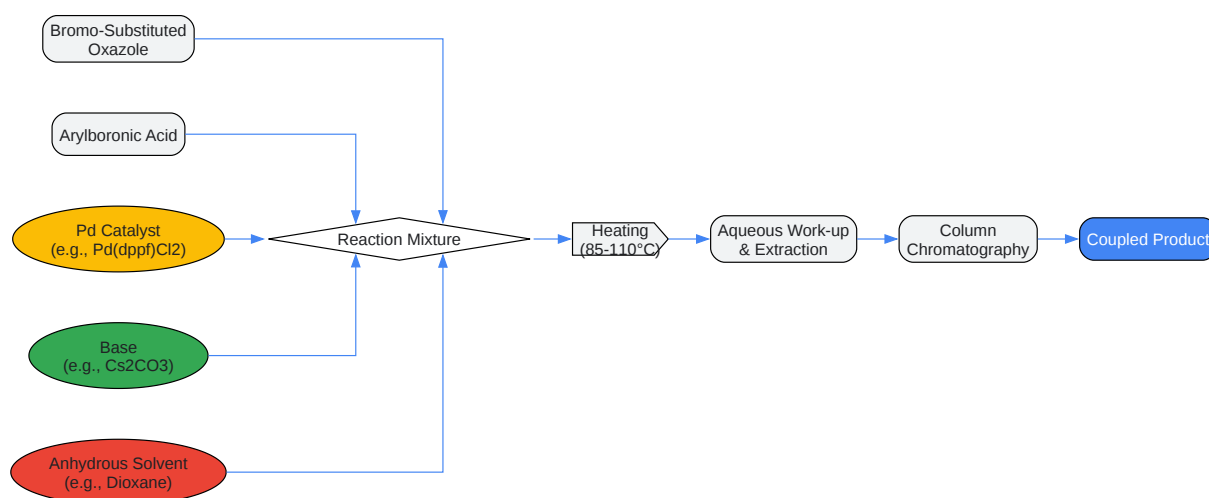 Bromo-Substituted
Oxazole
Arylboronic Acid
Pd Catalyst
(e.g., Pd(dppf)Cl2)
Reaction Mixture
Heating
(85-110°C)
Aqueous Work-up
& Extraction
Column
Chromatography
Coupled Product
Base
(e.g., Cs2CO3)
Anhydrous Solvent
(e.g., Dioxane)